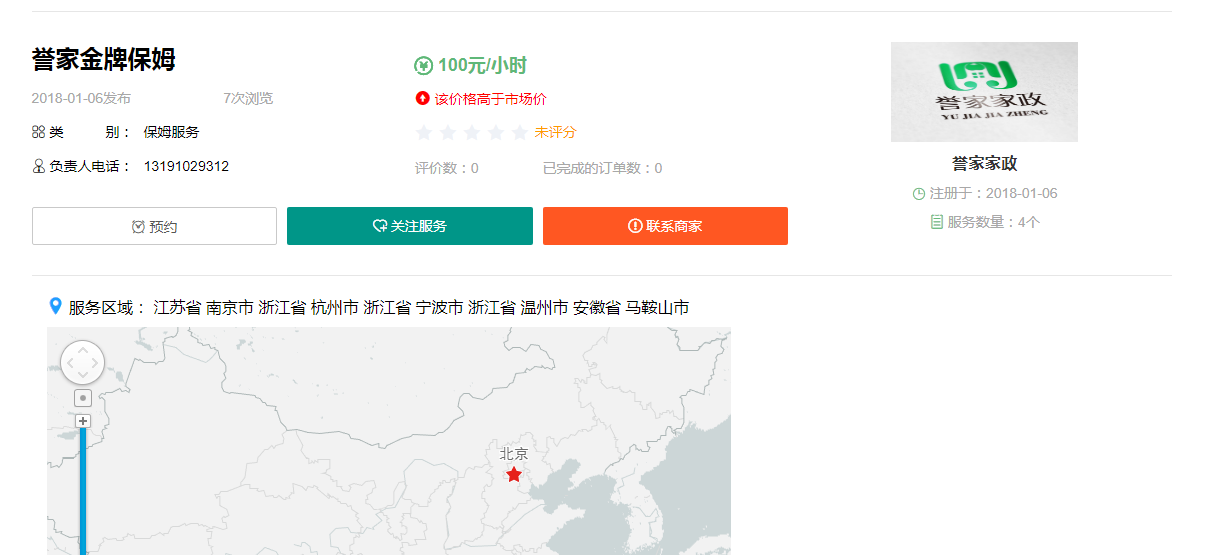 誉家金牌保姆
2018-01-06发布 7次浏览
类 别： 保姆服务
负责人电话： 13191029312
100元/小时
该价格高于市场价
未评分
评价数：0 已完成的订单数：0
预约 关注服务 联系商家
誉家家政
YU JIA JIA ZHENG
誉家家政
注册于：2018-01-06
服务数量：4个
服务区域： 江苏省 南京市 浙江省 杭州市 浙江省 宁波市 浙江省 温州市 安徽省 马鞍山市
北京